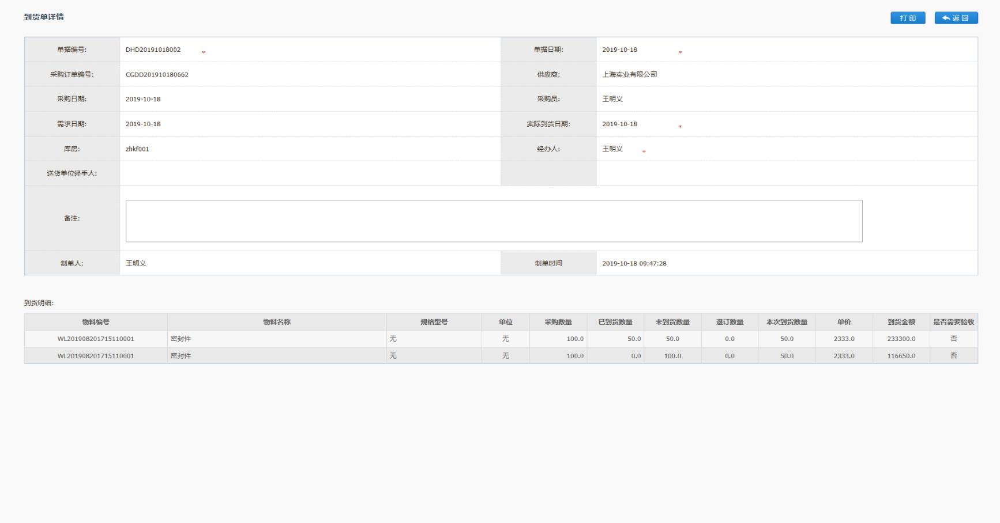 到货单详情
打 印
返 回
单据编号: DHD20191018002 * 单据日期: 2019-10-18 *
采购订单编号: CGDD201910180662 供应商: 上海实业有限公司
采购日期: 2019-10-18 采购员: 王明义
需求日期: 2019-10-18 实际到货日期: 2019-10-18 *
库房: zhkf001 经办人: 王明义 *
送货单位经手人:
备注:
制单人: 王明义 制单时间 2019-10-18 09:47:28
到货明细:
物料编号 物料名称 规格型号 单位 采购数量 已到货数量 未到货数量 退订数量 本次到货数量 单价 到货金额 是否需要验收
WL201908201715110001 密封件 无 无 100.0 50.0 50.0 0.0 50.0 2333.0 233300.0 否
WL201908201715110001 密封件 无 无 100.0 0.0 100.0 0.0 50.0 2333.0 116650.0 否